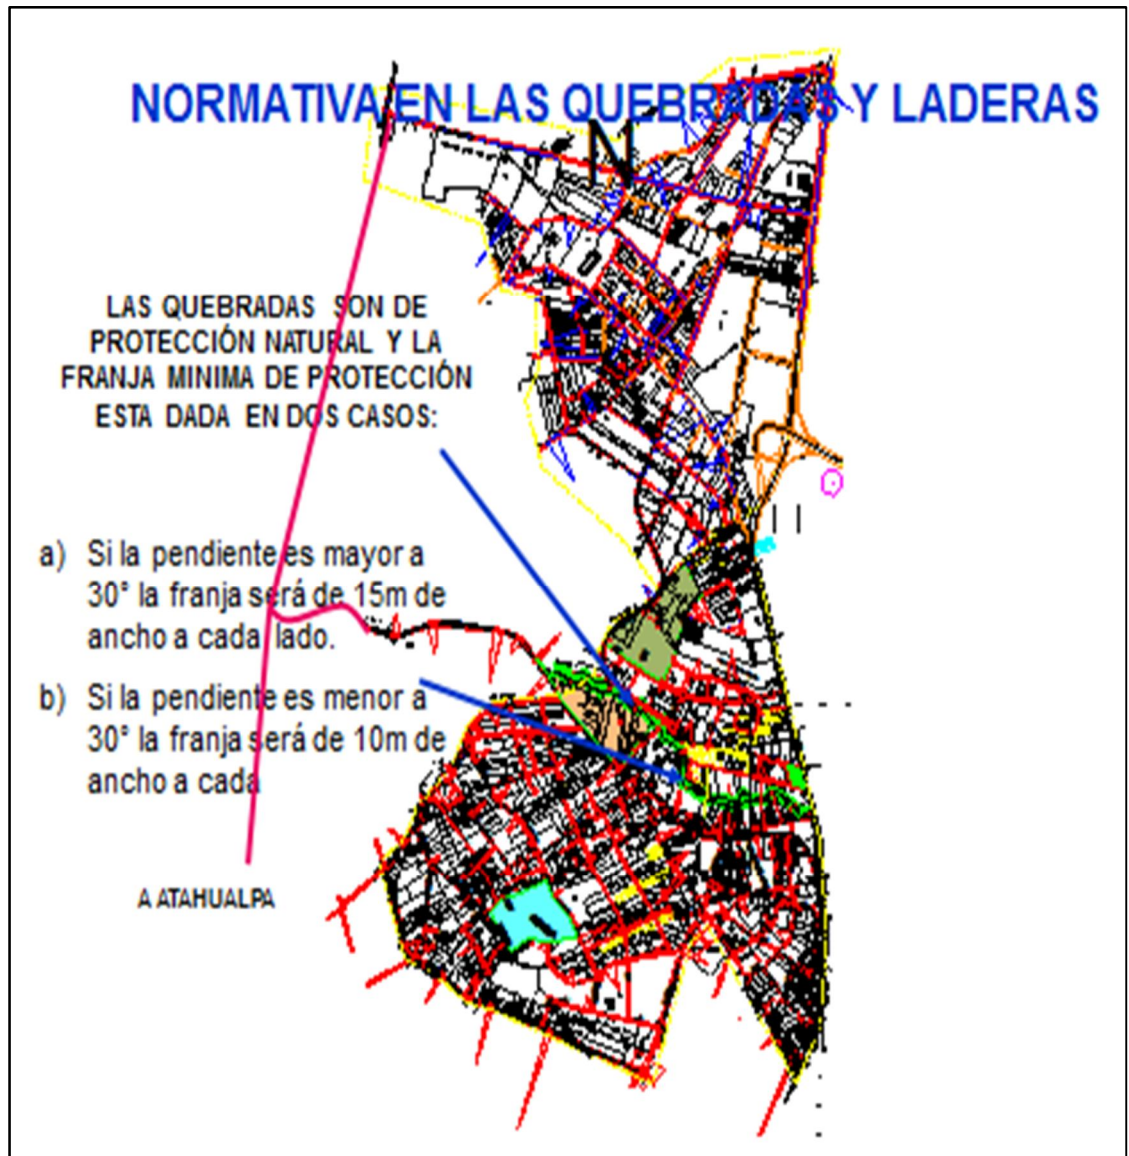 NORMATIVA EN LAS QUEBRADAS Y LADERAS
N
LAS QUEBRADAS SON DE
PROTECCIÓN NATURAL Y LA
FRANJA MINIMA DE PROTECCIÓN
ESTA DADA EN DOS CASOS:
a) Si la pendiente es mayor a
30° la franja será de 15m de
ancho a cada lado.
b) Si la pendiente es menor a
30° la franja será de 10m de
ancho a cada
A ATAHUALPA